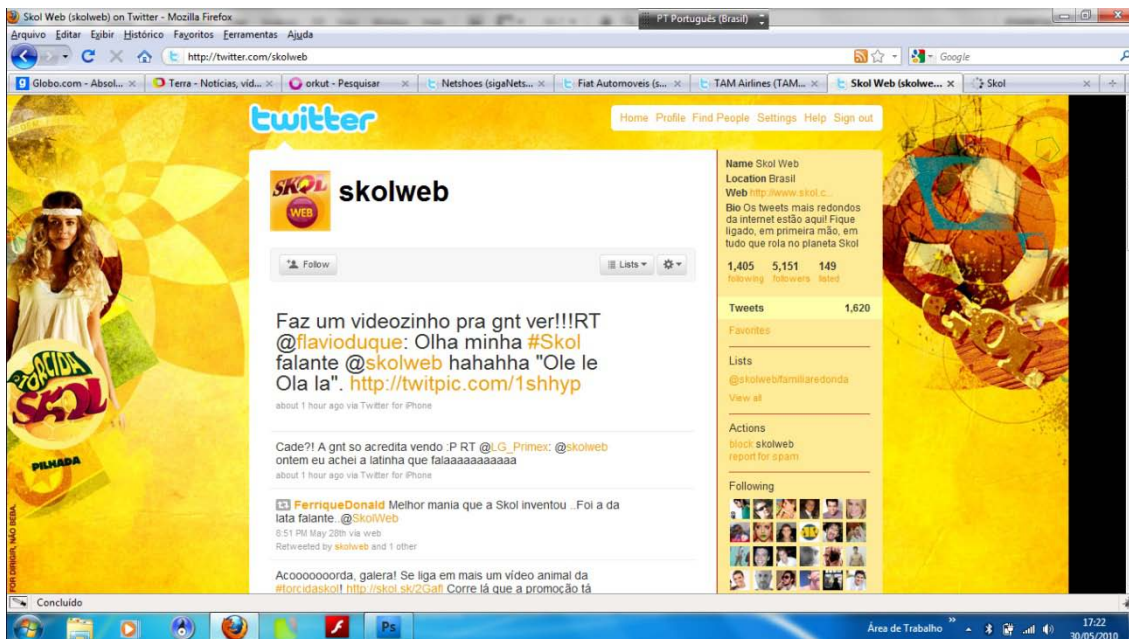 Skol Web (skolweb) on Twitter - Mozilla Firefox
PT Português (Brasil)
Arquivo Editar Exibir Histórico Favoritos Ferramentas Ajuda
http://twitter.com/skolweb
Google
Globo.com - Absol...
Terra - Notícias, víd...
orkut - Pesquisar
Netshoes (sigaNets...
Fiat Automoveis (s...
TAM Airlines (TAM...
Skol Web (skolwe...
Skol
twitter
Home Profile Find People Settings Help Sign out
SKOL
WEB
skolweb
Follow
Lists
Faz um videozinho pra gnt ver!!!RT
@flavioduque: Olha minha #Skol
falante @skolweb hahahha "Ole le
Ola la". http://twitpic.com/1shhyp
about 1 hour ago via Twitter for iPhone
Cade?! A gnt so acredita vendo :P RT @LG_Primex: @skolweb
ontem eu achei a latinha que falaaaaaaaaaaa
about 1 hour ago via Twitter for iPhone
FerriqueDonald Melhor mania que a Skol inventou ..Foi a da
lata falante..@SkolWeb
8:51 PM May 28th via web
Retweeted by skolweb and 1 other
Acooooooorda, galera! Se liga em mais um vídeo animal da
#torcidaskol! http://skol.sk/2Gafl Corre lá que a promoção tá
Name Skol Web
Location Brasil
Web http://www.skol.c...
Bio Os tweets mais redondos
da internet estão aqui! Fique
ligado, em primeira mão, em
tudo que rola no planeta Skol
1,405 5,151 149
following followers listed
Tweets 1,620
Favorites
Lists
@skolweb/familiaredonda
View all
Actions
block skolweb
report for spam
Following
TORCIDA
SKOL
PILHADA
FOR DIRIGIR, NÃO BEBA.
Concluído
Ps
Área de Trabalho
17:22
30/05/2010